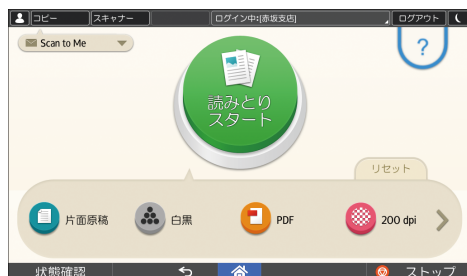 コピー
スキャナー
ログイン中:[赤坂支店]
ログアウト
Scan to Me
?
読みとり
スタート
リセット
片面原稿
白黒
PDF
200 dpi
状態確認
ストップ